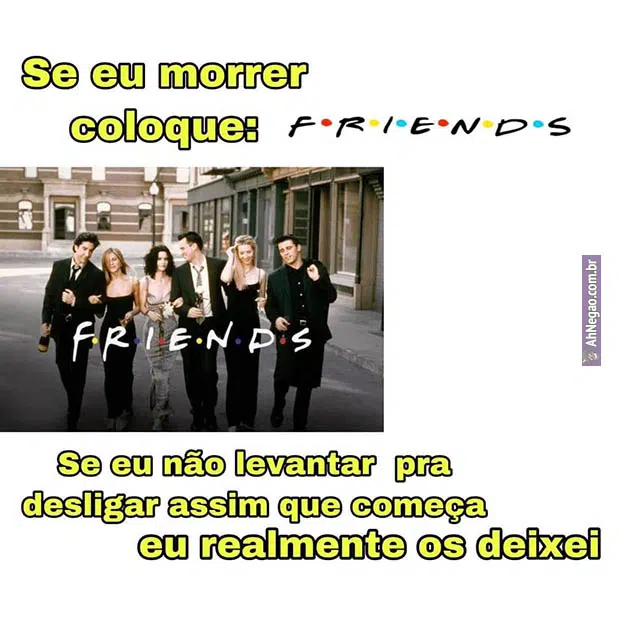 Se eu morrer
coloque: F•R•I•E•N•D•S
F•R•I•E•N•D•S
AhNegao.com.br
Se eu não levantar pra
desligar assim que começa
eu realmente os deixei